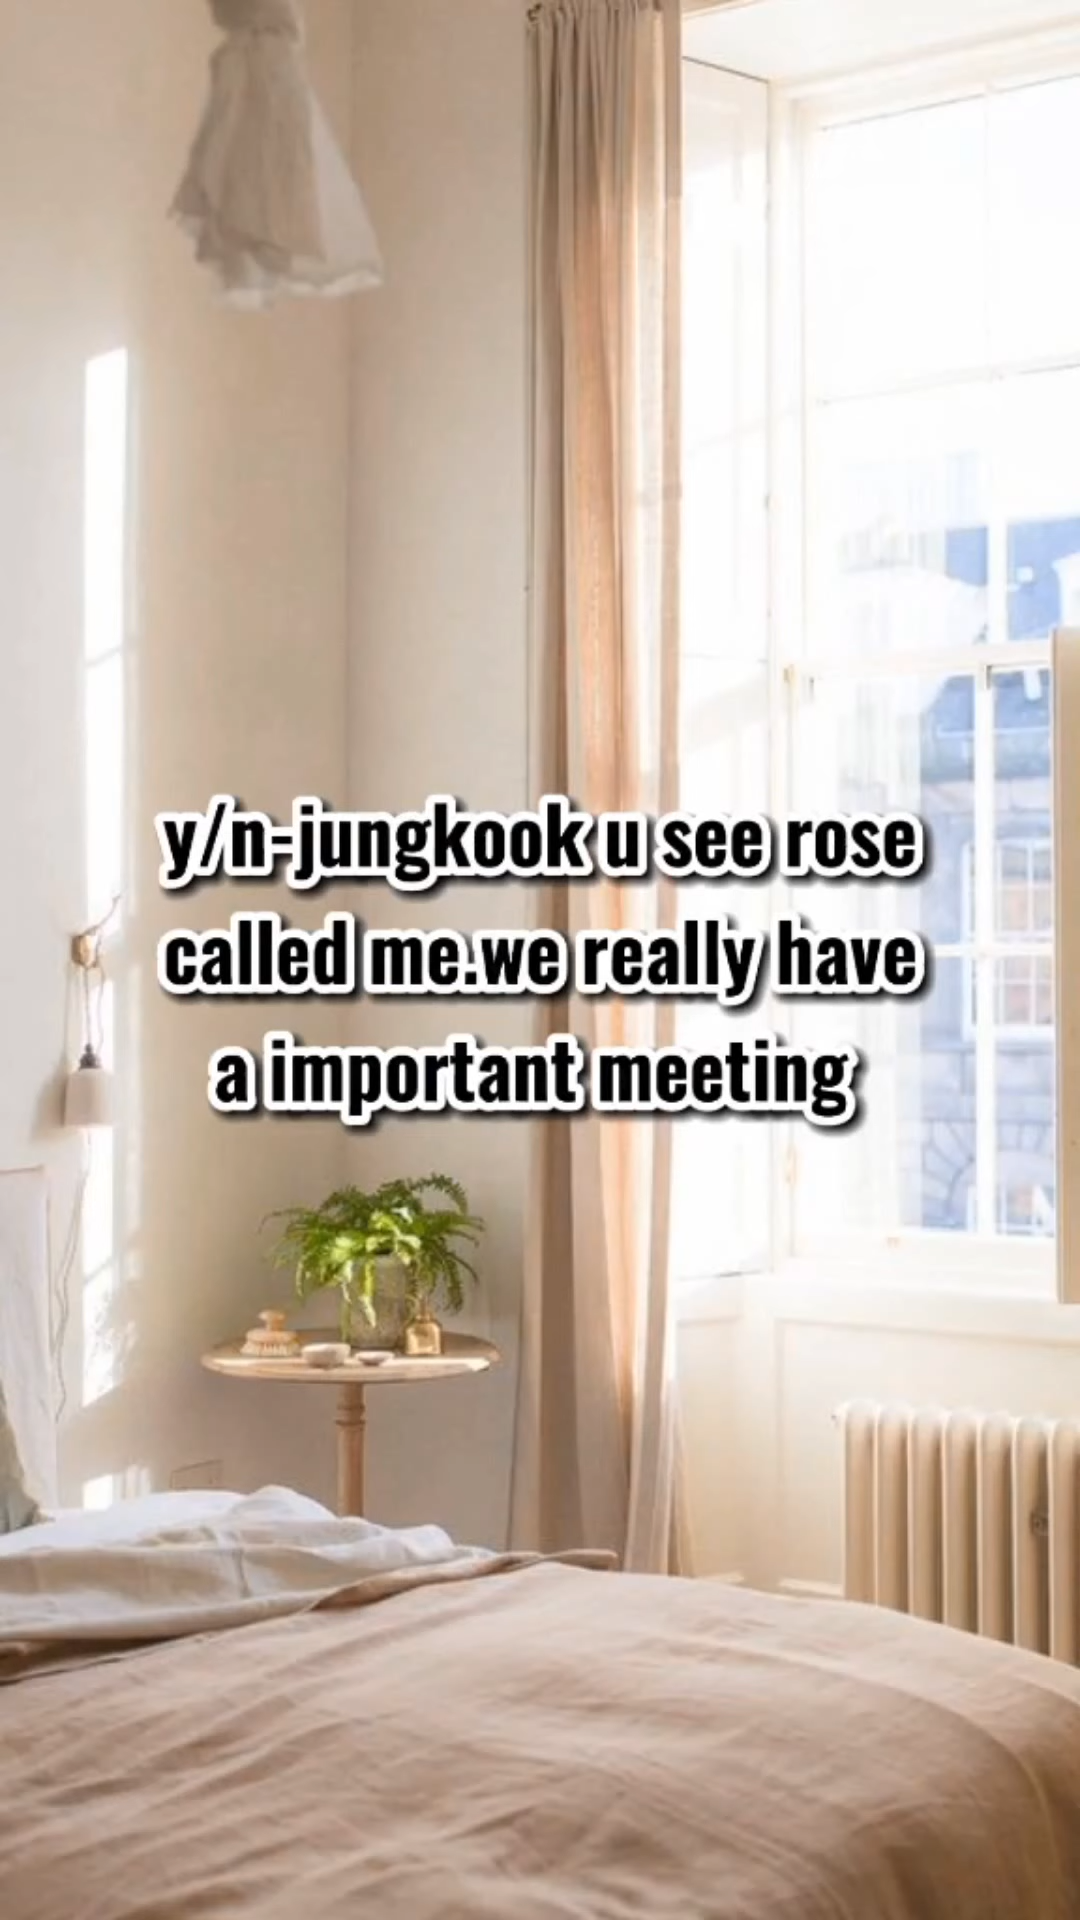 y/n-jungkook u see rose
called me.we really have
a important meeting